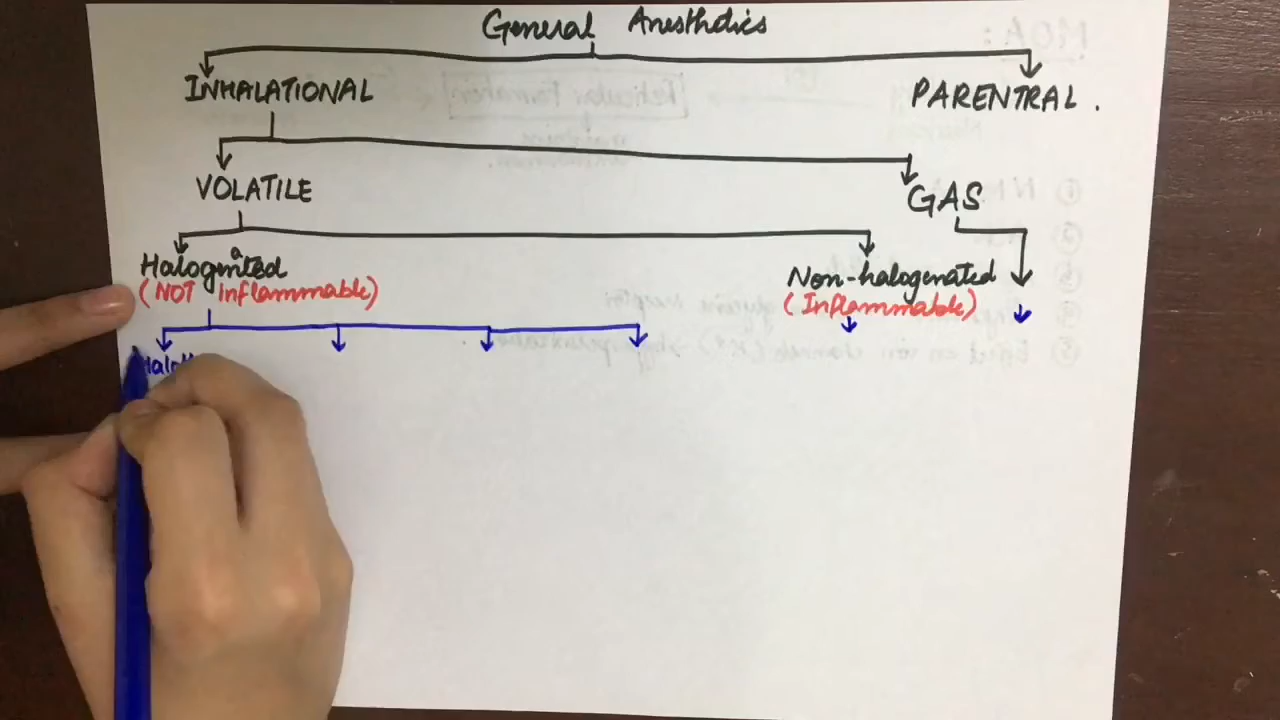 General Anesthetics
INHALATIONAL
PARENTRAL .
VOLATILE
GAS
Halogenated
(NOT inflammable)
Non-halogenated
(Inflammable)